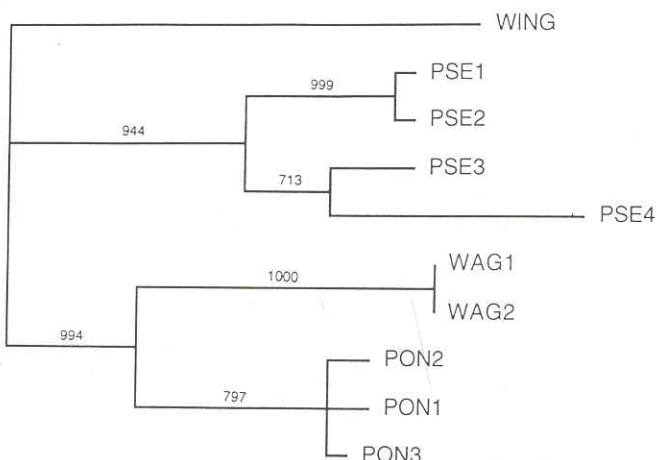 WING
PSE1
999
PSE2
944
PSE3
713
PSE4
WAG1
1000
WAG2
994
PON2
797
PON1
PON3